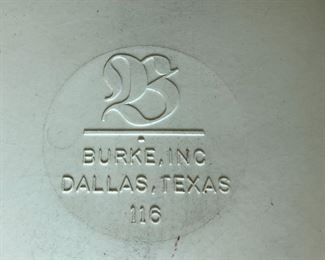 B
BURKE, INC.
DALLAS, TEXAS
116